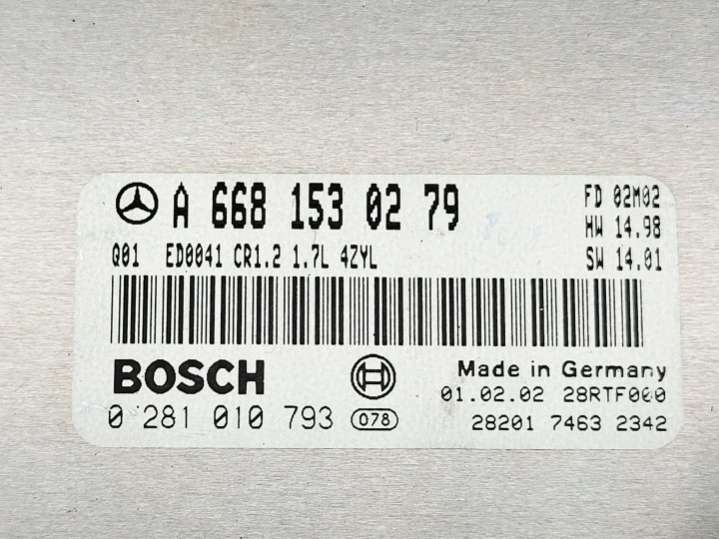 A 668 153 02 79
FD 02M02
HW 14.98
Q01 ED0041 CR1.2 1.7L 4ZYL
SW 14.01
BOSCH
Made in Germany
01.02.02 28RTF000
0 281 010 793 078
28201 7463 2342